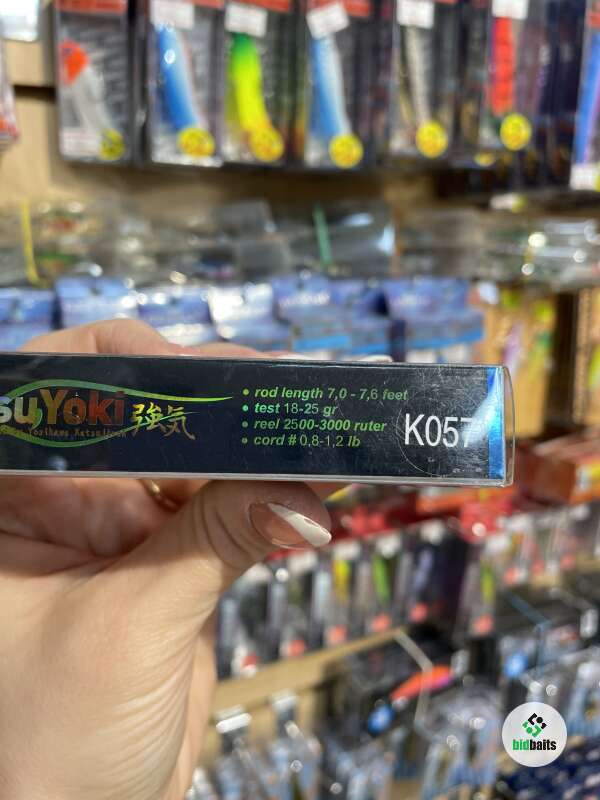 suYoki 強気
• rod length 7,0 - 7,6 feet
• test 18-25 gr
• reel 2500-3000 ruter
• cord # 0,8-1,2 lb
K057
bidbaits